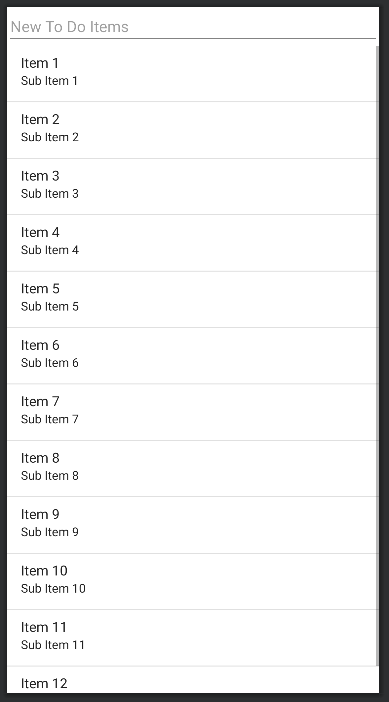 New To Do Items
Item 1
Sub Item 1
Item 2
Sub Item 2
Item 3
Sub Item 3
Item 4
Sub Item 4
Item 5
Sub Item 5
Item 6
Sub Item 6
Item 7
Sub Item 7
Item 8
Sub Item 8
Item 9
Sub Item 9
Item 10
Sub Item 10
Item 11
Sub Item 11
Item 12